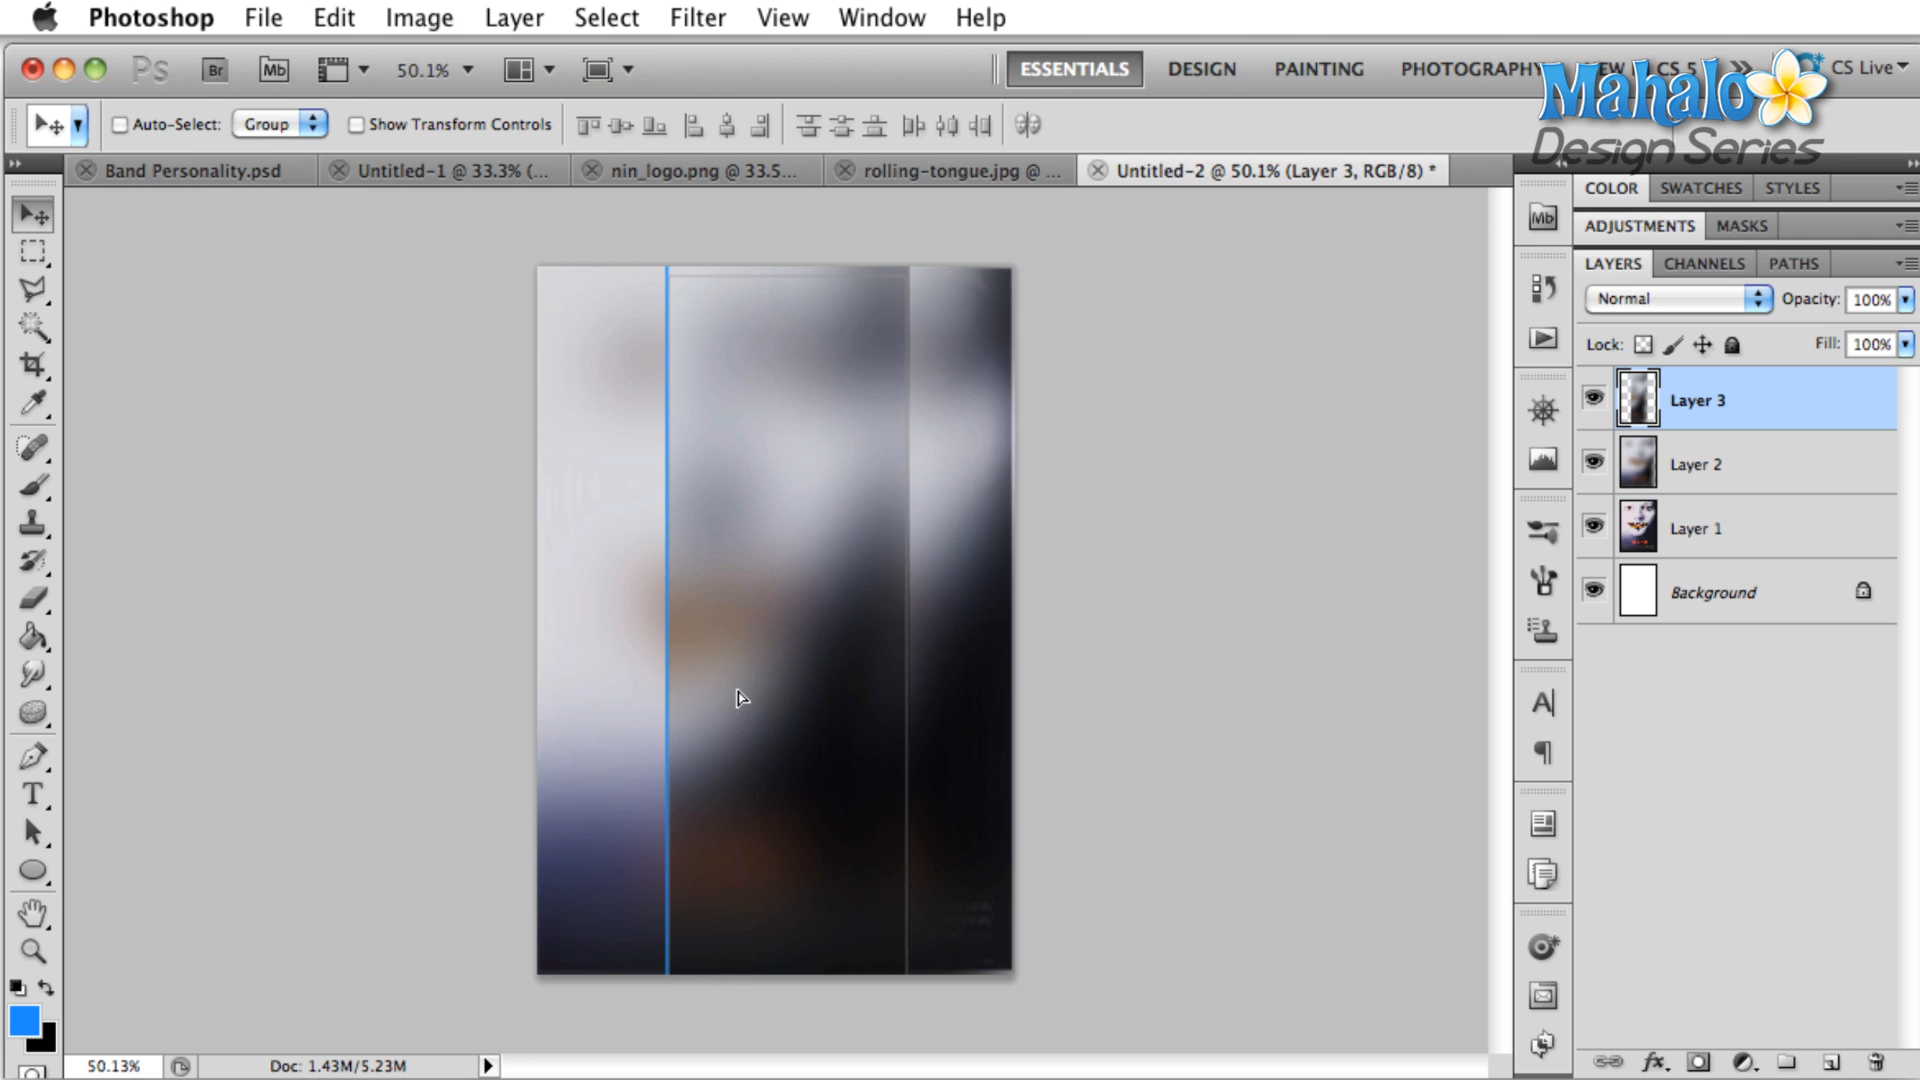 Photoshop File Edit Image Layer Select Filter View Window Help
Ps Br Mb 50.1% ESSENTIALS DESIGN PAINTING PHOTOGRAPHY CS 5 CS Live
Mahalo
Design Series
Auto-Select: Group Show Transform Controls
Band Personality.psd Untitled-1 @ 33.3% (... nin_logo.png @ 33.5... rolling-tongue.jpg @ ... Untitled-2 @ 50.1% (Layer 3, RGB/8) *
COLOR SWATCHES STYLES
Mb
ADJUSTMENTS MASKS
LAYERS CHANNELS PATHS
Normal Opacity: 100%
Lock: Fill: 100%
Layer 3
Layer 2
Layer 1
Background
50.13% Doc: 1.43M/5.23M